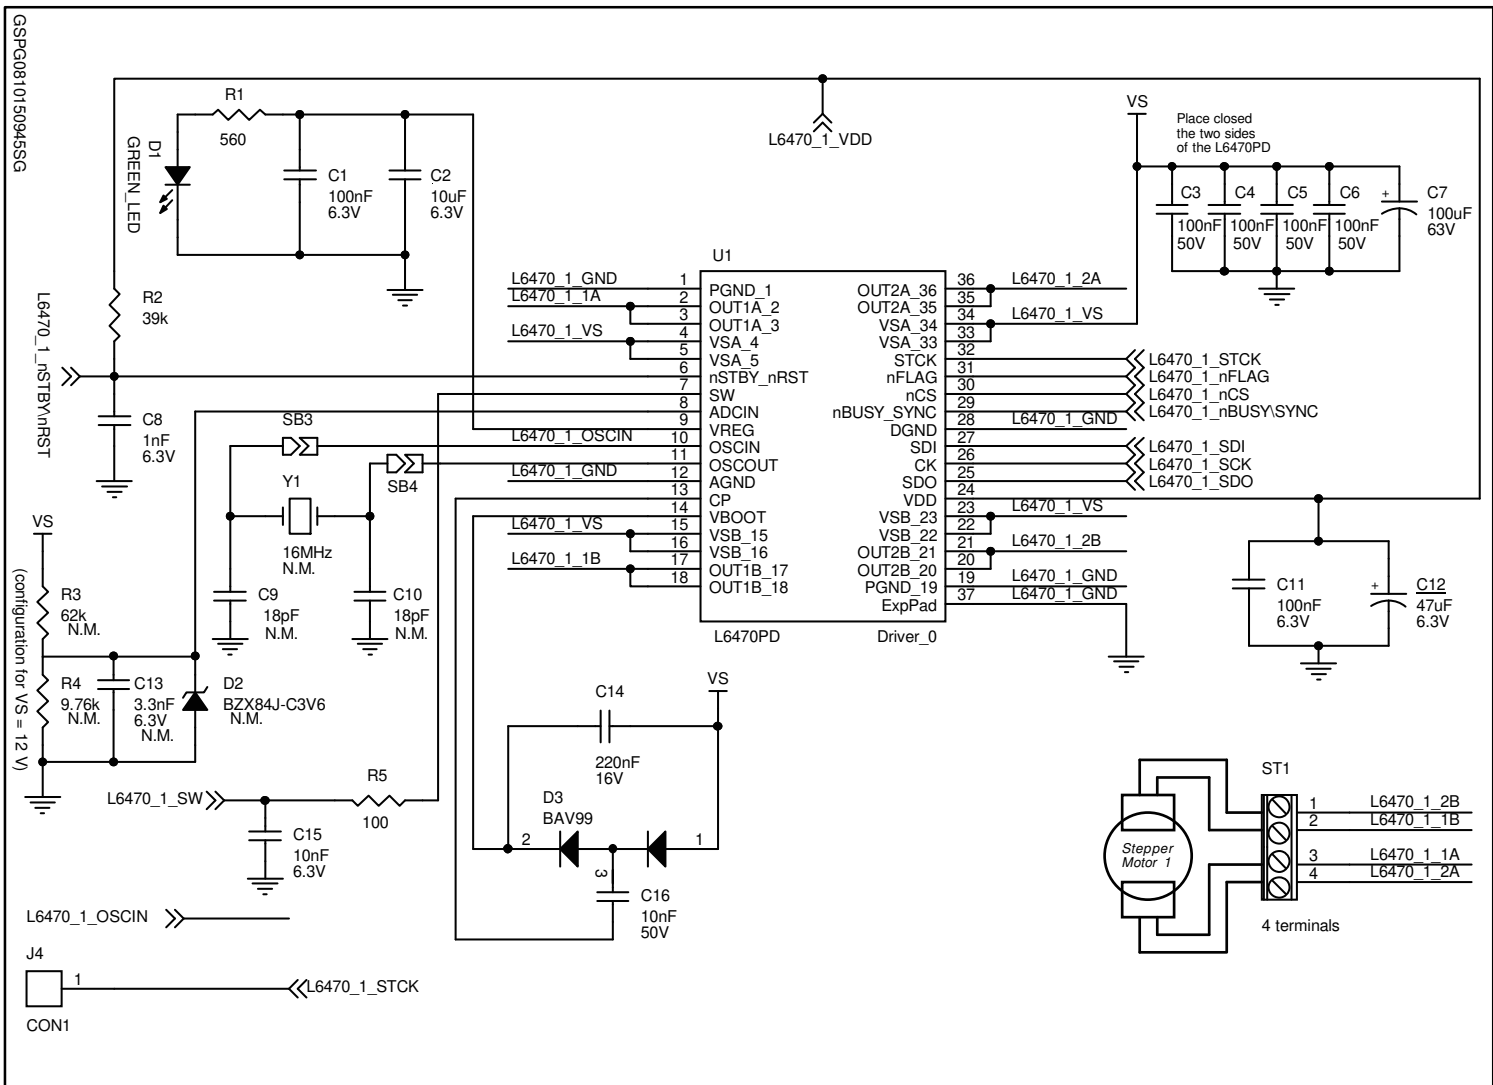 GSPG0810150945SG
R1
560
D1
GREEN_LED
C1
100nF
6.3V
C2
10uF
6.3V
L6470_1_VDD
VS
Place closed
the two sides
of the L6470PD
C3
100nF
50V
C4
100nF
50V
C5
100nF
50V
C6
100nF
50V
+
C7
100uF
63V
R2
39k
L6470_1_nSTBY\nRST
C8
1nF
6.3V
U1
L6470_1_GND
L6470_1_1A
L6470_1_VS
L6470_1_OSCIN
L6470_1_GND
L6470_1_VS
L6470_1_1B
1 PGND_1
2 OUT1A_2
3 OUT1A_3
4 VSA_4
5 VSA_5
6 nSTBY_nRST
7 SW
8 ADCIN
9 VREG
10 OSCIN
11 OSCOUT
12 AGND
13 CP
14 VBOOT
15 VSB_15
16 VSB_16
17 OUT1B_17
18 OUT1B_18
OUT2A_36 36 L6470_1_2A
OUT2A_35 35
VSA_34 34 L6470_1_VS
VSA_33 33
STCK 32 L6470_1_STCK
nFLAG 31 L6470_1_nFLAG
nCS 30 L6470_1_nCS
nBUSY_SYNC 29 L6470_1_nBUSY\SYNC
DGND 28 L6470_1_GND
SDI 27 L6470_1_SDI
CK 26 L6470_1_SCK
SDO 25 L6470_1_SDO
VDD 24
VSB_23 23 L6470_1_VS
VSB_22 22
OUT2B_21 21 L6470_1_2B
OUT2B_20 20
PGND_19 19 L6470_1_GND
ExpPad 37 L6470_1_GND
L6470PD
Driver_0
SB3
SB4
Y1
16MHz
N.M.
C9
18pF
N.M.
C10
18pF
N.M.
VS
(configuration for VS = 12 V)
R3
62k
N.M.
R4
9.76k
N.M.
C13
3.3nF
6.3V
N.M.
D2
BZX84J-C3V6
N.M.
C11
100nF
6.3V
+
C12
47uF
6.3V
VS
C14
220nF
16V
D3
BAV99
2
1
3
C16
10nF
50V
L6470_1_SW
R5
100
C15
10nF
6.3V
L6470_1_OSCIN
J4
1
L6470_1_STCK
CON1
ST1
Stepper
Motor 1
1 L6470_1_2B
2 L6470_1_1B
3 L6470_1_1A
4 L6470_1_2A
4 terminals